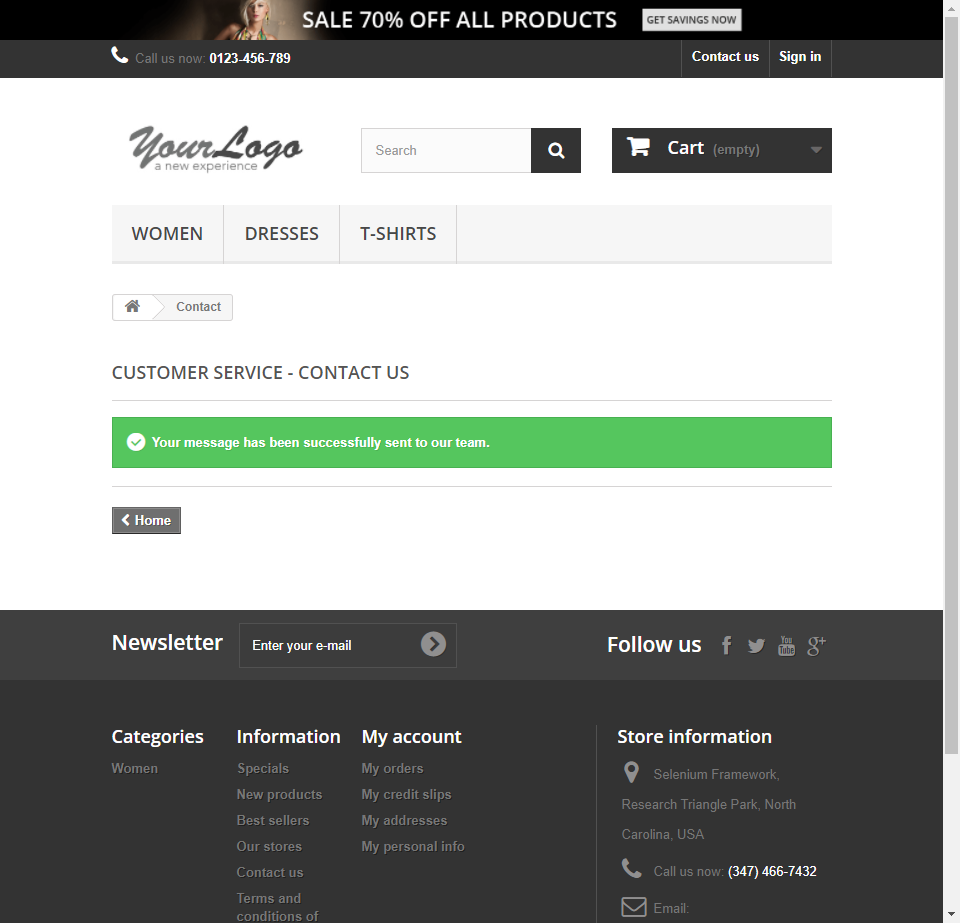 SALE 70% OFF ALL PRODUCTS GET SAVINGS NOW
Call us now: 0123-456-789 Contact us Sign in
YourLogo
a new experience
Search
Cart (empty)
WOMEN DRESSES T-SHIRTS
Contact
CUSTOMER SERVICE - CONTACT US
Your message has been successfully sent to our team.
Home
Newsletter Enter your e-mail Follow us
You
Tube
g+
Categories
Women
Information
Specials
New products
Best sellers
Our stores
Contact us
Terms and
conditions of
My account
My orders
My credit slips
My addresses
My personal info
Store information
Selenium Framework,
Research Triangle Park, North
Carolina, USA
Call us now: (347) 466-7432
Email: